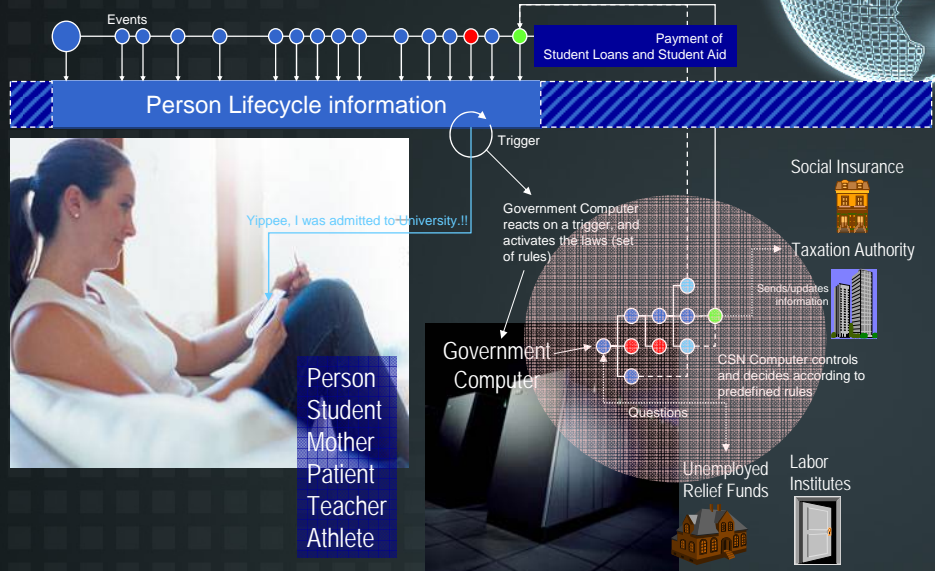 Events
Payment of
Student Loans and Student Aid
Person Lifecycle information
Trigger
Yippee, I was admitted to University.!!
Government Computer
reacts on a trigger, and
activates the laws (set
of rules)
Social Insurance
Taxation Authority
Sends/updates
information
Government
Computer
CSN Computer controls
and decides according to
predefined rules
Questions
Person
Student
Mother
Patient
Teacher
Athlete
Unemployed
Relief Funds
Labor
Institutes